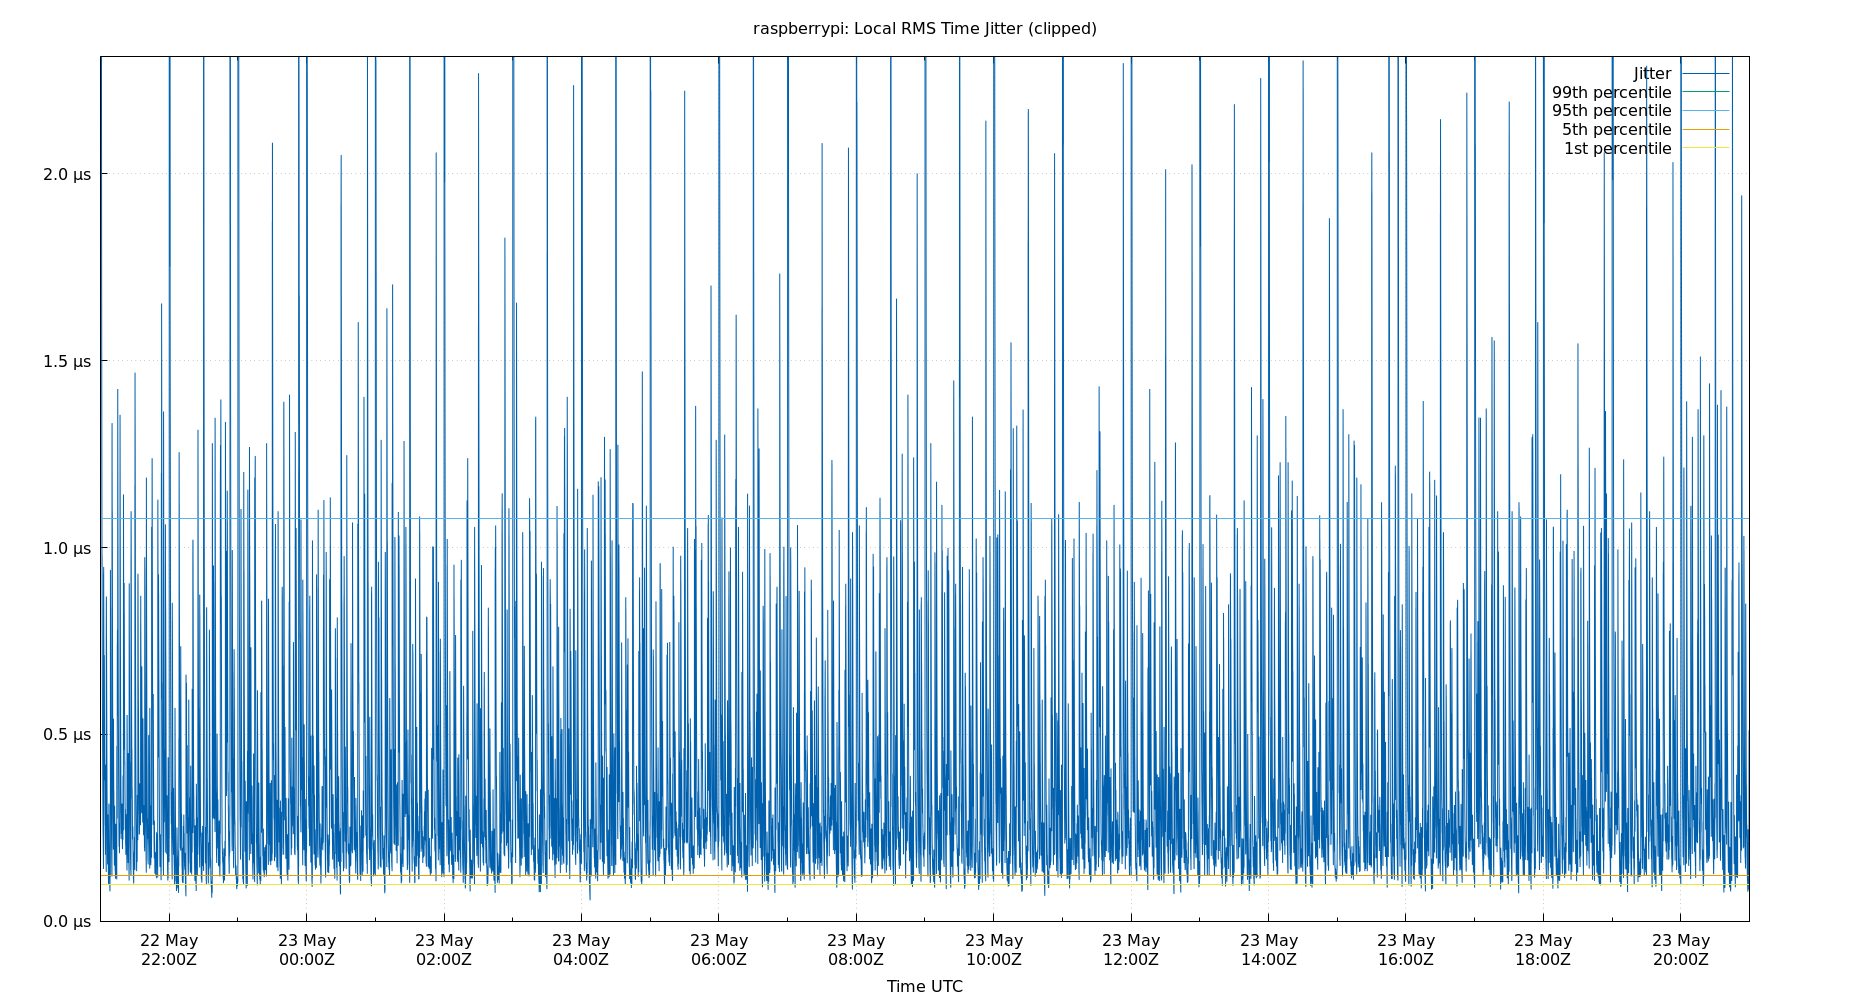 raspberrypi: Local RMS Time Jitter (clipped)
Jitter
99th percentile
95th percentile
5th percentile
1st percentile
2.0 µs
1.5 µs
1.0 µs
0.5 µs
0.0 µs
22 May 23 May 23 May 23 May 23 May 23 May 23 May 23 May 23 May 23 May 23 May 23 May
22:00Z 00:00Z 02:00Z 04:00Z 06:00Z 08:00Z 10:00Z 12:00Z 14:00Z 16:00Z 18:00Z 20:00Z
Time UTC